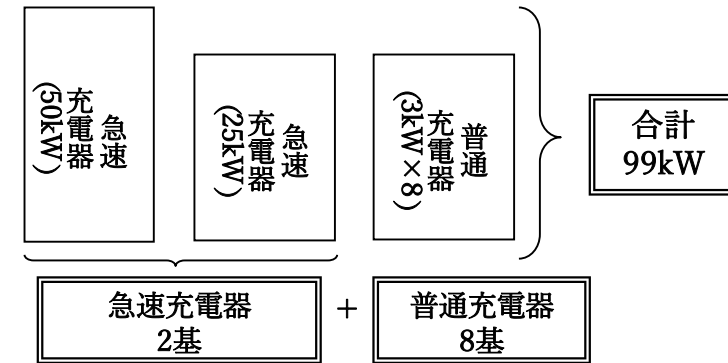 急速
充電器
(50kW)
急速
充電器
(25kW)
普通
充電器
(3kW×8)
合計
99kW
急速充電器
2基
+
普通充電器
8基